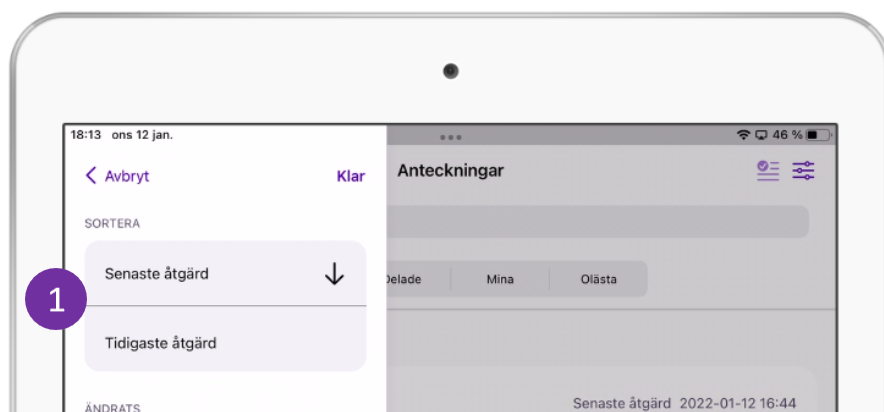 18:13 ons 12 jan.
46 %
Avbryt
Klar
Anteckningar
SORTERA
Senaste åtgärd
Mina
Olästa
1
Tidigaste åtgärd
ÄNDRATS
Senaste åtgärd 2022-01-12 16:44